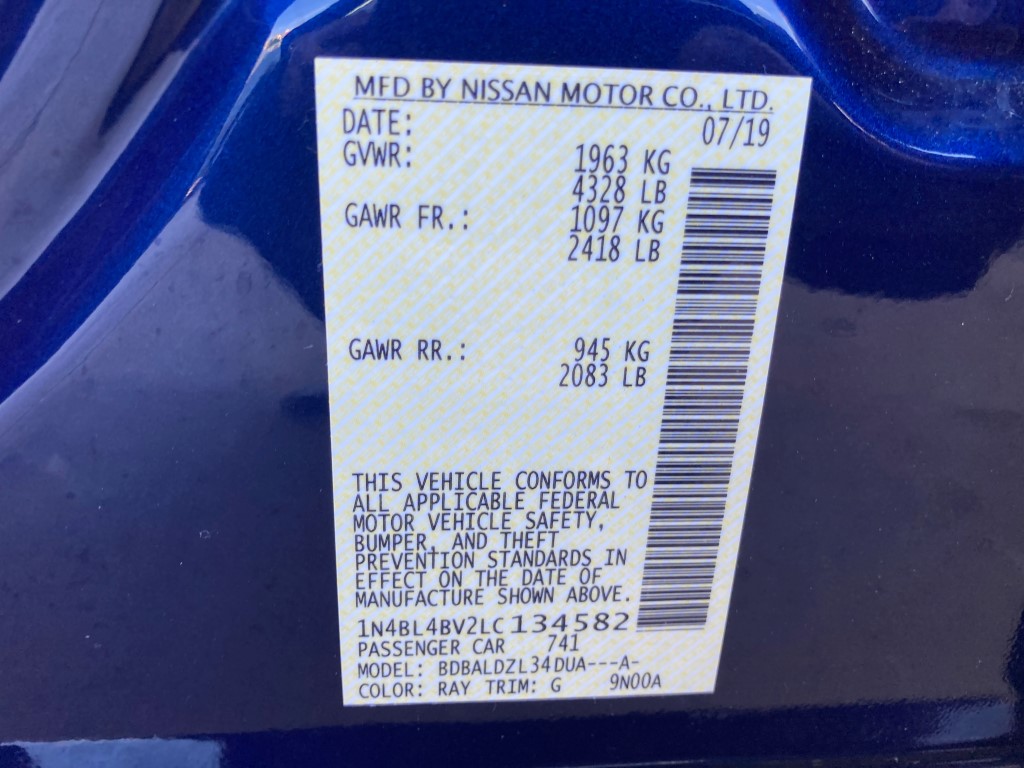 MFD BY NISSAN MOTOR CO., LTD.
DATE: 07/19
GVWR: 1963 KG
4328 LB
GAWR FR.: 1097 KG
2418 LB
GAWR RR.: 945 KG
2083 LB
THIS VEHICLE CONFORMS TO
ALL APPLICABLE FEDERAL
MOTOR VEHICLE SAFETY,
BUMPER, AND THEFT
PREVENTION STANDARDS IN
EFFECT ON THE DATE OF
MANUFACTURE SHOWN ABOVE.
1N4BL4BV2LC134582
PASSENGER CAR 741
MODEL: BDBALDZL34DUA---A-
COLOR: RAY TRIM: G 9N00A